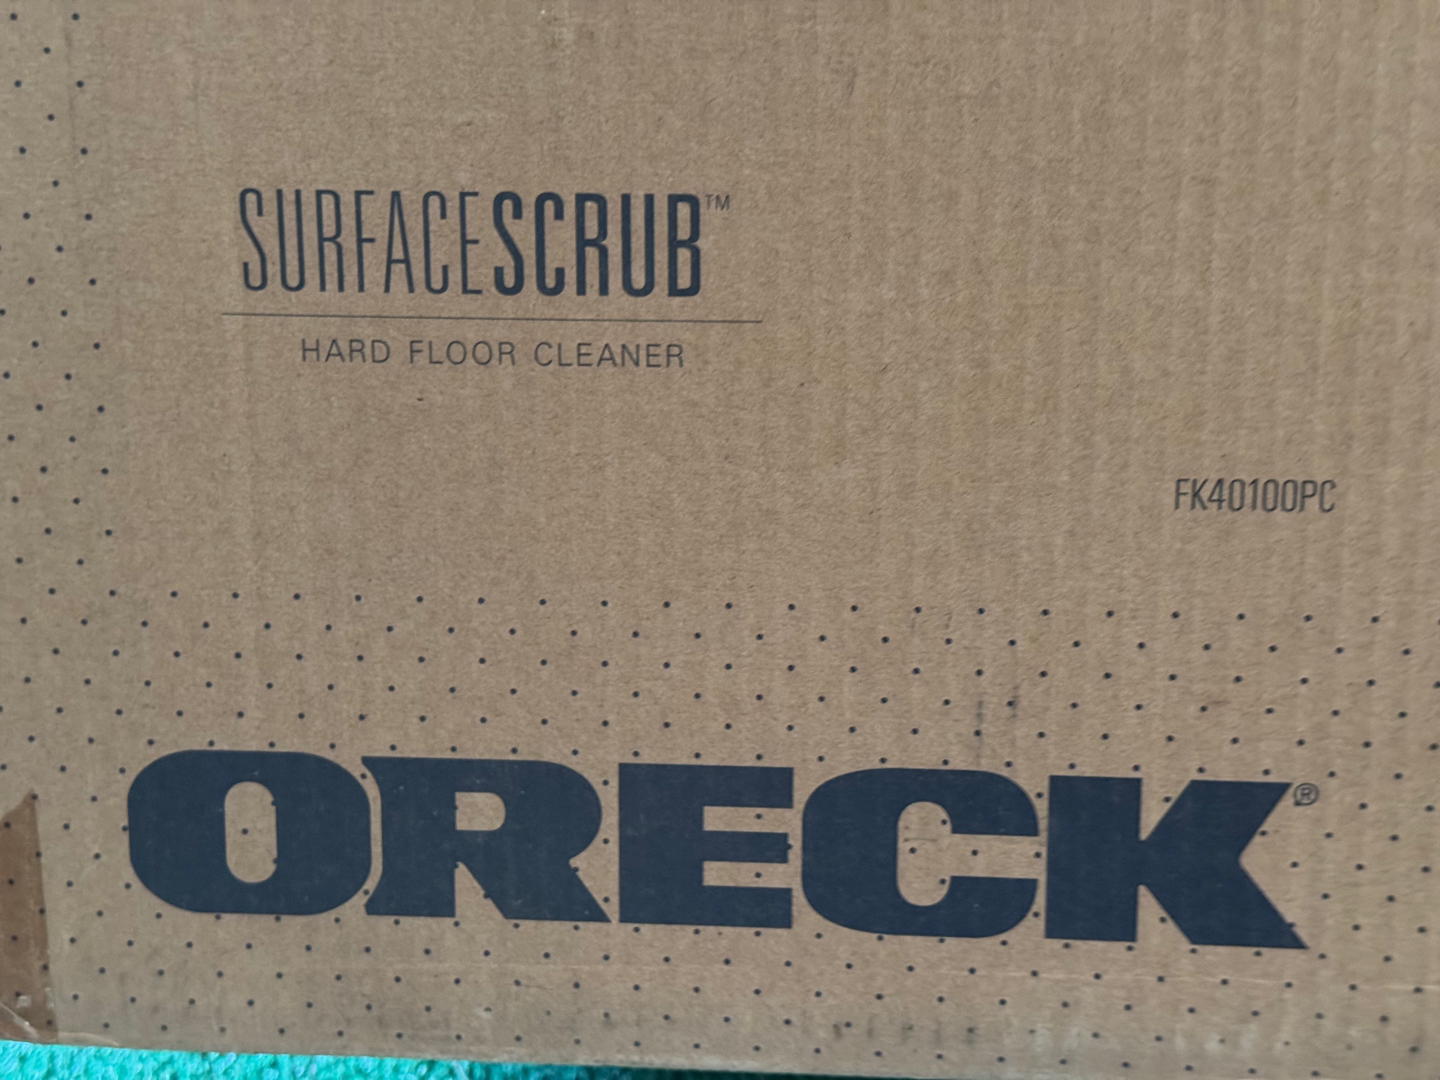 SURFACESCRUB™
HARD FLOOR CLEANER
FK40100PC
ORECK®